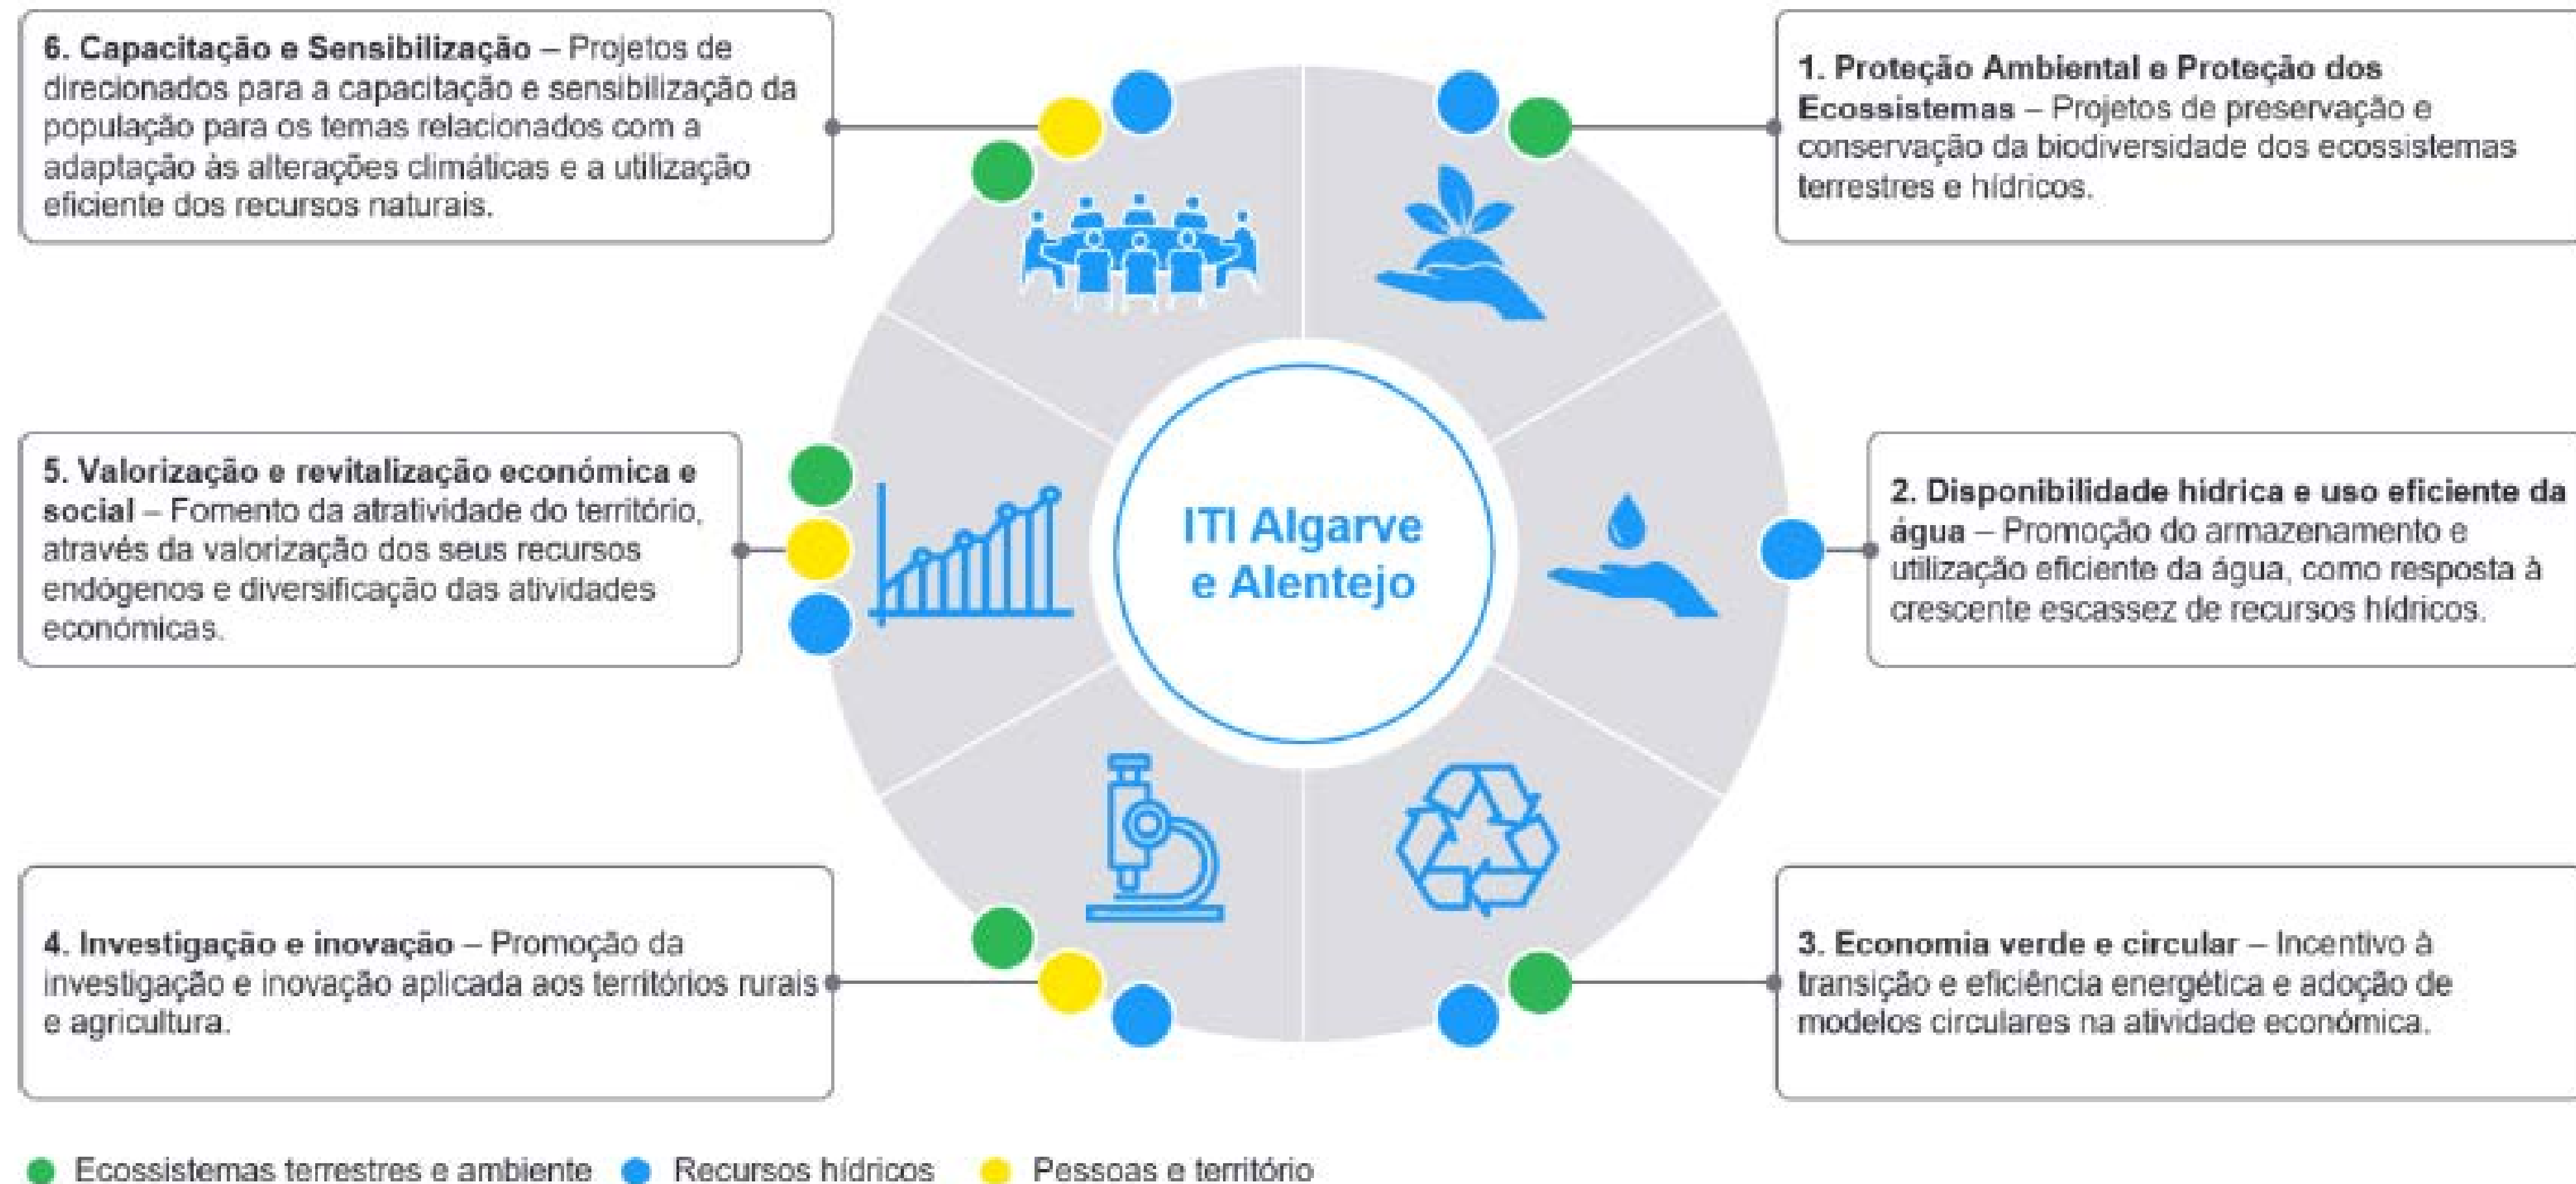 6. Capacitação e Sensibilização – Projetos de
direcionados para a capacitação e sensibilização da
população para os temas relacionados com a
adaptação às alterações climáticas e a utilização
eficiente dos recursos naturais.
1. Proteção Ambiental e Proteção dos
Ecossistemas – Projetos de preservação e
conservação da biodiversidade dos ecossistemas
terrestres e hídricos.
5. Valorização e revitalização económica e
social – Fomento da atratividade do território,
através da valorização dos seus recursos
endógenos e diversificação das atividades
económicas.
ITI Algarve
e Alentejo
2. Disponibilidade hídrica e uso eficiente da
água – Promoção do armazenamento e
utilização eficiente da água, como resposta à
crescente escassez de recursos hídricos.
4. Investigação e inovação – Promoção da
investigação e inovação aplicada aos territórios rurais
e agricultura.
3. Economia verde e circular – Incentivo à
transição e eficiência energética e adoção de
modelos circulares na atividade económica.
Ecossistemas terrestres e ambiente Recursos hídricos Pessoas e território